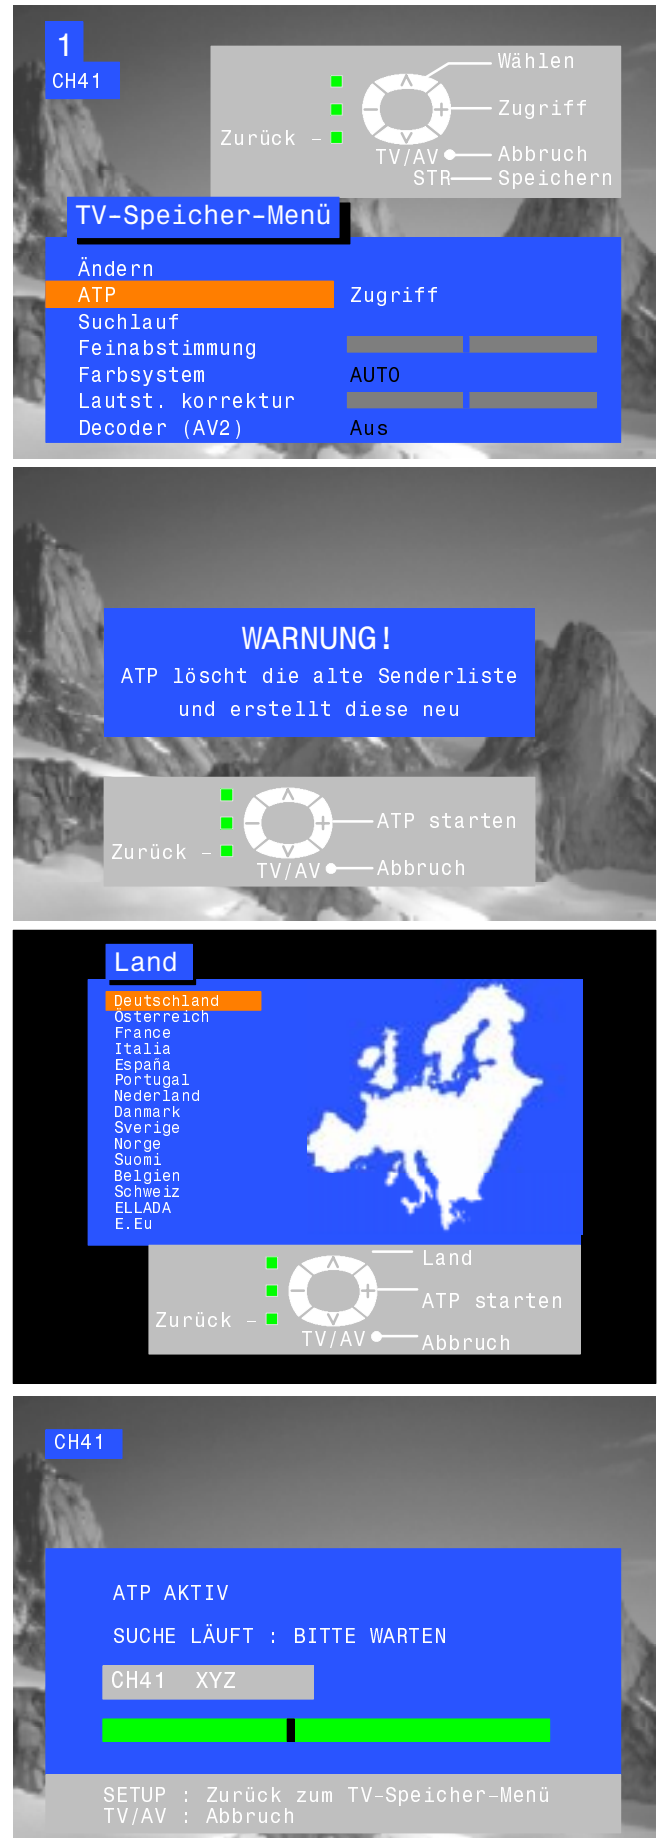 1
CH41
Wählen
Zugriff
Zurück –
TV/AV
Abbruch
STR
Speichern
TV-Speicher-Menü
Ändern
ATP Zugriff
Suchlauf
Feinabstimmung
Farbsystem AUTO
Lautst. korrektur
Decoder (AV2) Aus
WARNUNG!
ATP löscht die alte Senderliste
und erstellt diese neu
ATP starten
Zurück –
TV/AV
Abbruch
Land
Deutschland
Österreich
France
Italia
España
Portugal
Nederland
Danmark
Sverige
Norge
Suomi
Belgien
Schweiz
ELLADA
E.Eu
Land
ATP starten
Zurück –
TV/AV
Abbruch
CH41
ATP AKTIV
SUCHE LÄUFT : BITTE WARTEN
CH41 XYZ
SETUP : Zurück zum TV-Speicher-Menü
TV/AV : Abbruch